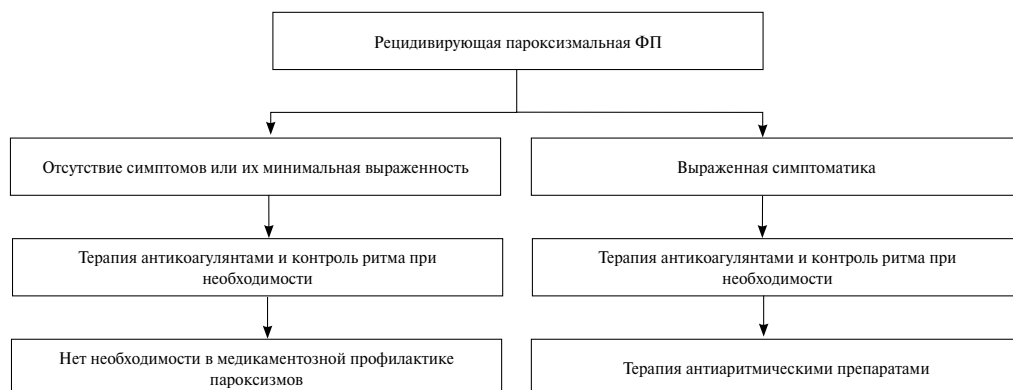 Рецидивирующая пароксизмальная ФП
Отсутствие симптомов или их минимальная выраженность
Выраженная симптоматика
Терапия антикоагулянтами и контроль ритма при
необходимости
Терапия антикоагулянтами и контроль ритма при
необходимости
Нет необходимости в медикаментозной профилактике
пароксизмов
Терапия антиаритмическими препаратами